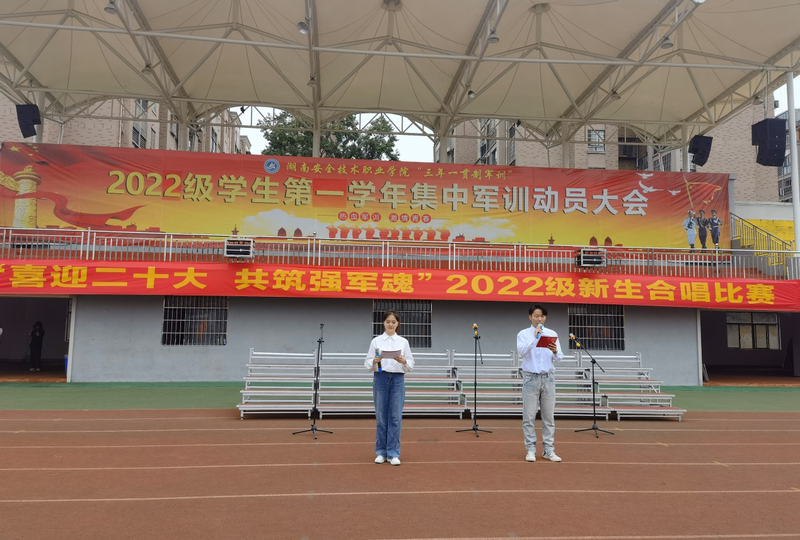 湖南安全技术职业学院“三年一贯制军训”
2022级学生第一学年集中军训动员大会
“喜迎二十大 共筑强军魂”2022级新生合唱比赛